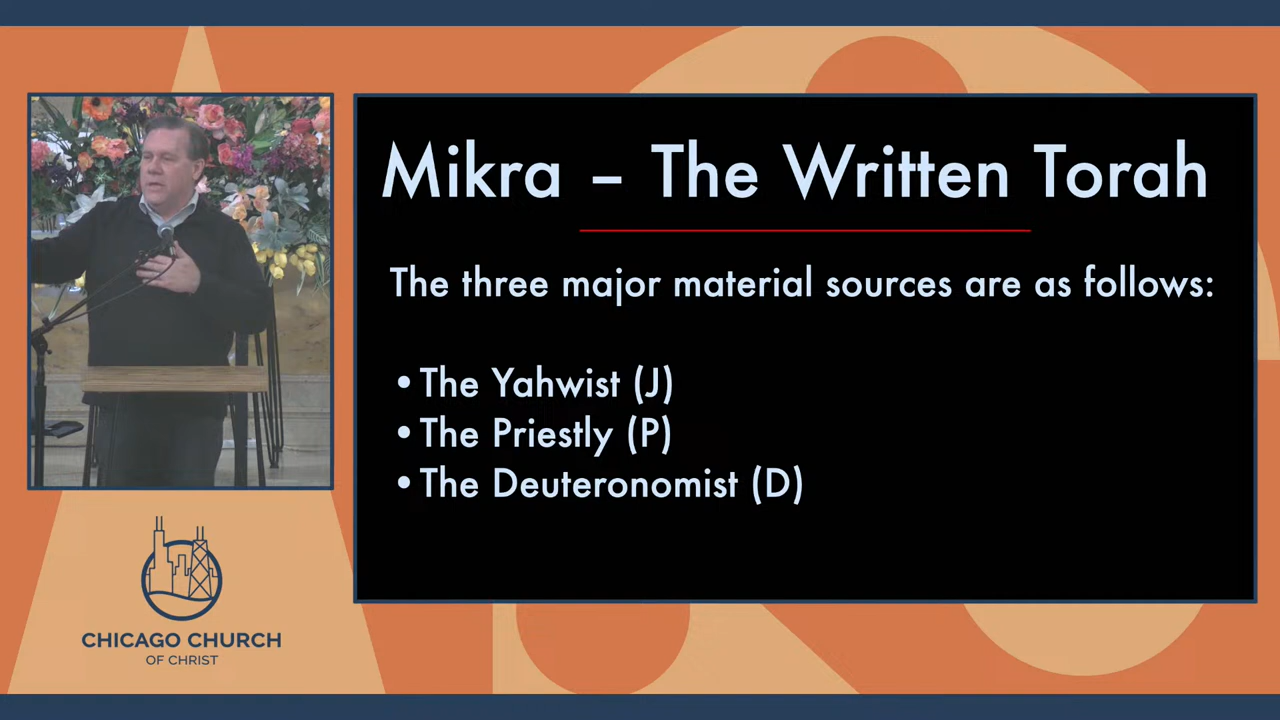 Mikra – The Written Torah
The three major material sources are as follows:
•The Yahwist (J)
•The Priestly (P)
•The Deuteronomist (D)
CHICAGO CHURCH
OF CHRIST